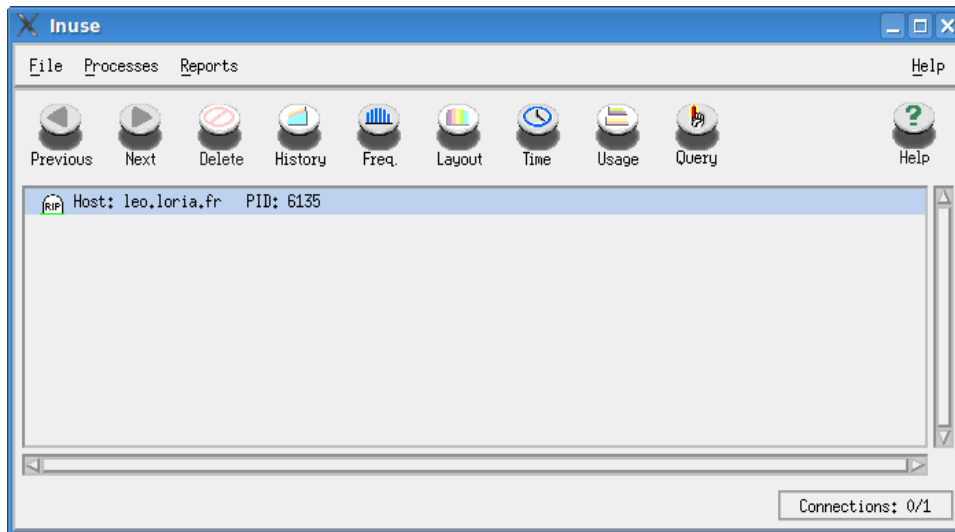 Inuse
File Processes Reports Help
Previous Next Delete History Freq. Layout Time Usage Query Help
RIP Host: leo.loria.fr PID: 6135
Connections: 0/1